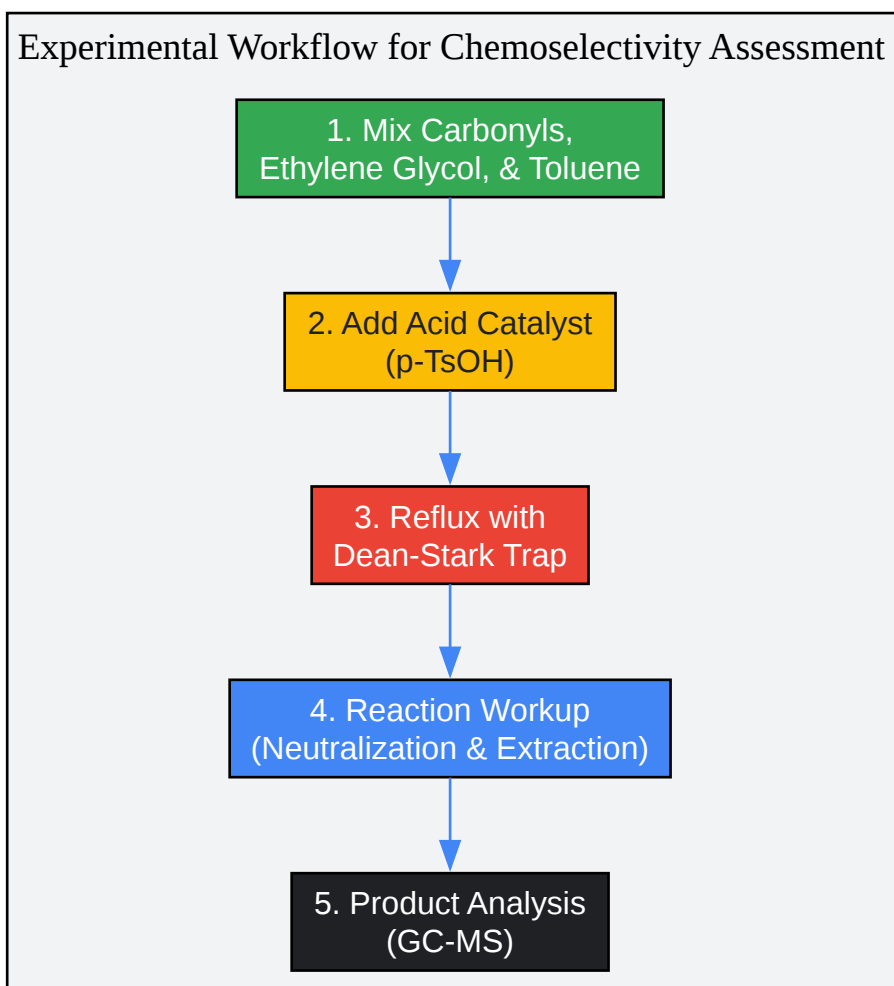 Experimental Workflow for Chemoselectivity Assessment
1. Mix Carbonyls,
Ethylene Glycol, & Toluene
2. Add Acid Catalyst
(p-TsOH)
3. Reflux with
Dean-Stark Trap
4. Reaction Workup
(Neutralization & Extraction)
5. Product Analysis
(GC-MS)